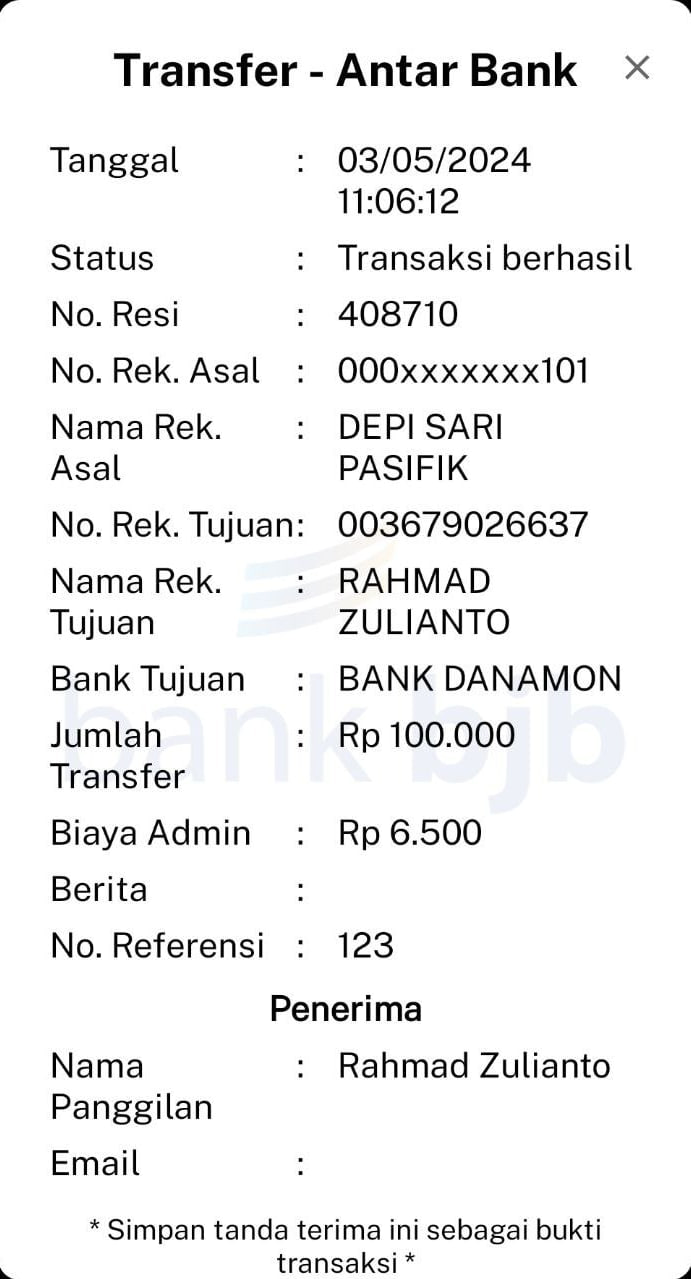 Transfer - Antar Bank ×
Tanggal : 03/05/2024
11:06:12
Status : Transaksi berhasil
No. Resi : 408710
No. Rek. Asal : 000xxxxxxx101
Nama Rek. : DEPI SARI
Asal PASIFIK
No. Rek. Tujuan: 003679026637
Nama Rek. : RAHMAD
Tujuan ZULIANTO
Bank Tujuan : BANK DANAMON
bank bjb
Jumlah : Rp 100.000
Transfer
Biaya Admin : Rp 6.500
Berita :
No. Referensi : 123
Penerima
Nama : Rahmad Zulianto
Panggilan
Email :
* Simpan tanda terima ini sebagai bukti
transaksi *